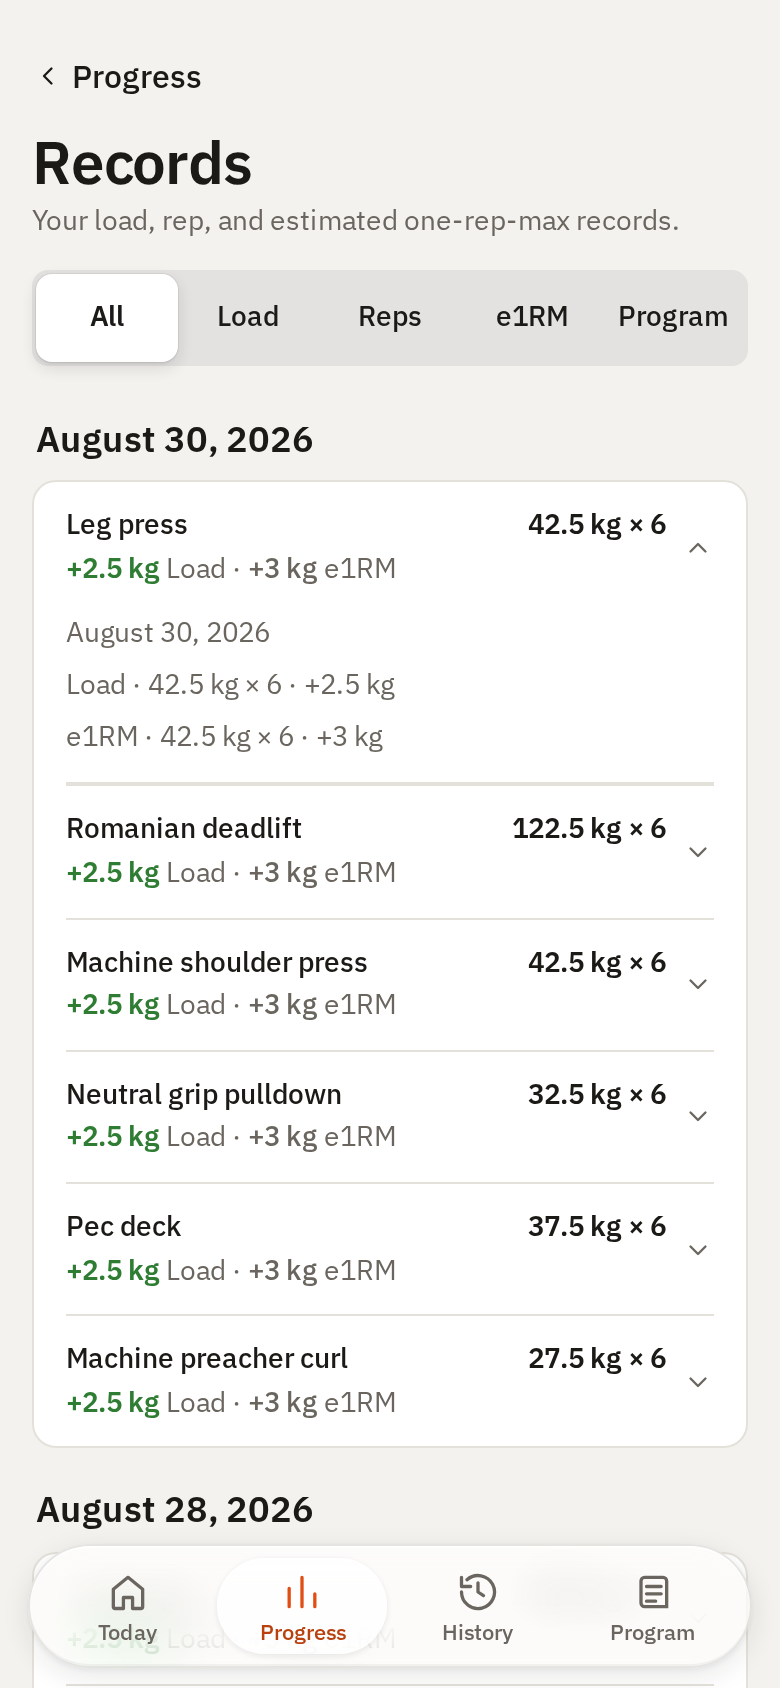 Progress
Records
Your load, rep, and estimated one-rep-max records.
All Load Reps e1RM Program
August 30, 2026
Leg press 42.5 kg × 6
+2.5 kg Load · +3 kg e1RM
August 30, 2026
Load · 42.5 kg × 6 · +2.5 kg
e1RM · 42.5 kg × 6 · +3 kg
Romanian deadlift 122.5 kg × 6
+2.5 kg Load · +3 kg e1RM
Machine shoulder press 42.5 kg × 6
+2.5 kg Load · +3 kg e1RM
Neutral grip pulldown 32.5 kg × 6
+2.5 kg Load · +3 kg e1RM
Pec deck 37.5 kg × 6
+2.5 kg Load · +3 kg e1RM
Machine preacher curl 27.5 kg × 6
+2.5 kg Load · +3 kg e1RM
August 28, 2026
Today Progress History Program